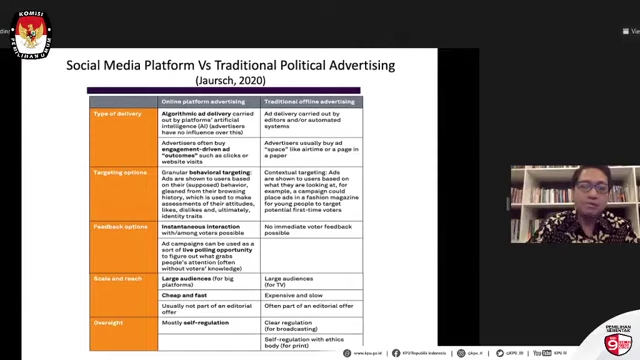 KOMISI
PEMILIHAN UMUM
Social Media Platform Vs Traditional Political Advertising
(Jaursch, 2020)
Online platform advertising
Traditional offline advertising
Type of delivery
Algorithmic ad delivery carried
out by platforms' artificial
intelligence (AI) (advertisers
have no influence over this)
Ad delivery carried out by
editors and/or automated
systems
Advertisers often buy
engagement-driven ad
"outcomes" such as clicks or
website visits
Advertisers usually buy ad
"space" like airtime or a page in
a paper
Targeting options
Granular behavioral targeting:
Ads are shown to users based
on their (supposed) behavior,
gleaned from their browsing
history, which is used to make
assessments of their attitudes,
likes, dislikes and, ultimately,
identity traits
Contextual targeting: Ads are
shown to users based on
what they are looking at, for
example, a campaign could
place ads in a fashion magazine
for young people to target
potential first-time voters
Feedback options
Instantaneous interaction
with/among voters possible
No immediate voter feedback
possible
Ad campaigns can be used as a
sort of live polling opportunity
to figure out what grabs
people's attention (often
without voters' knowledge)
Scale and reach
Large audiences (for big
platforms)
Large audiences
(for TV)
Cheap and fast
Expensive and slow
Usually not part of an editorial
offer
Often part of an editorial offer
Oversight
Mostly self-regulation
Clear regulation
(for broadcasting)
Self-regulation with ethics
body (for print)
www.kpu.go.id
KPU Republik Indonesia
@kpu_ri
@KPU_RI
YouTube
KPU RI
PEMILIHAN
SERENTAK